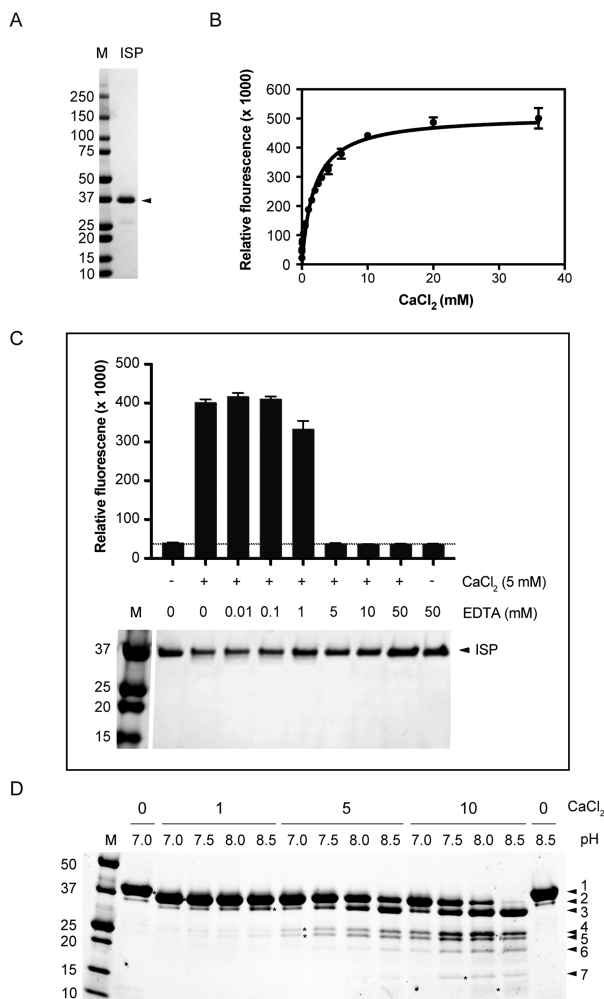 A
M ISP
250
150
100
75
50
37
25
20
15
10
B
Relative flourescence (x 1000)
600
500
400
300
200
100
0
0 10 20 30 40
CaCl2 (mM)
C
Relative fluorescene (x 1000)
500
400
300
200
100
0
- + + + + + + + - CaCl2 (5 mM)
M 0 0 0.01 0.1 1 5 10 50 50 EDTA (mM)
37
25
20
15
ISP
D
0 1 5 10 0 CaCl2
M 7.0 7.0 7.5 8.0 8.5 7.0 7.5 8.0 8.5 7.0 7.5 8.0 8.5 8.5 pH
50
37
25
20
15
10
1
2
3
4
5
6
7